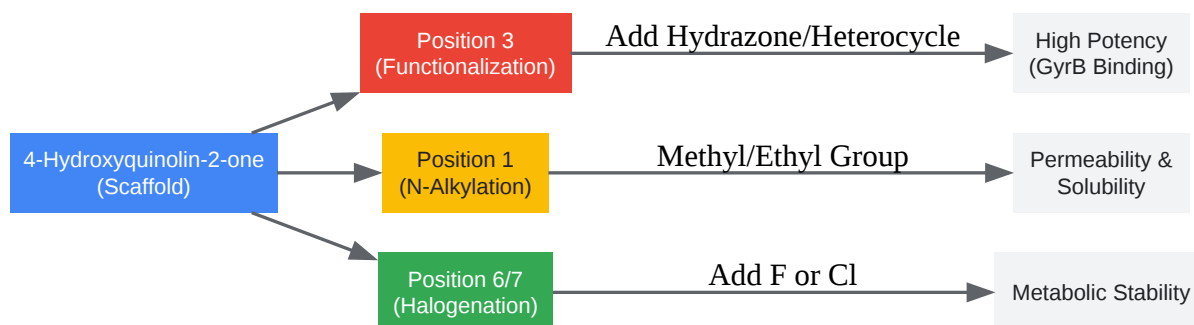 4-Hydroxyquinolin-2-one
(Scaffold)
Position 3
(Functionalization)
Add Hydrazone/Heterocycle
High Potency
(GyrB Binding)
Position 1
(N-Alkylation)
Methyl/Ethyl Group
Permeability &
Solubility
Position 6/7
(Halogenation)
Add F or Cl
Metabolic Stability